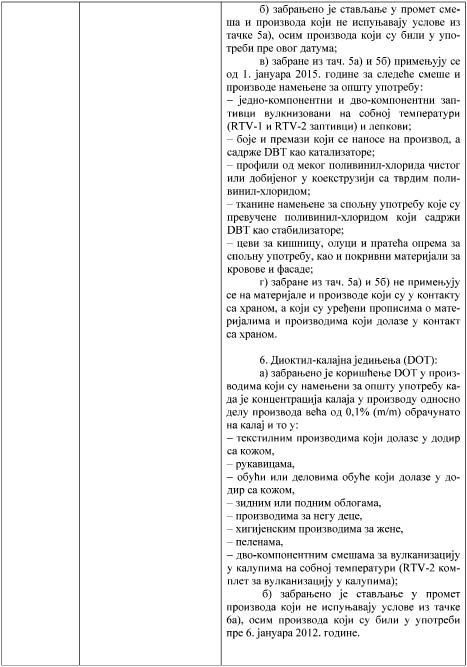 б) забрањено је стављање у промет сме-
ша и производа који не испуњавају услове из
тачке 5а), осим производа који су били у упо-
треби пре овог датума;
в) забране из тач. 5а) и 5б) примењују се
од 1. јануара 2015. године за следеће смеше и
производе намењене за општу употребу:
– једно-компонентни и дво-компонентни зап-
тивци вулкнизовани на собној температури
(RTV-1 и RTV-2 заптивци) и лепкови;
– боје и премази који се наносе на производ, а
садрже DBT као катализаторе;
– профили од меког поливинил-хлорида чистог
или добијеног у коекструзији са тврдим поли-
винил-хлоридом;
– тканине намењене за спољну употребу које су
превучене поливинил-хлоридом који садржи
DBT као стабилизаторе;
– цеви за кишницу, олуци и пратећа опрема за
спољну употребу, као и покривни материјали за
кровове и фасаде;
г) забране из тач. 5а) и 5б) не примењују
се на материјале и производе који су у контакту
са храном, а који су уређени прописима о мате-
ријалима и производима који долазе у контакт
са храном.
6. Диоктил-калајна једињења (DOT):
а) забрањено је коришћење DOT у произ-
водима који су намењени за општу употребу ка-
да је концентрација калаја у производу односно
делу производа већа од 0,1% (m/m) обрачунато
на калај и то у:
– текстилним производима који долазе у додир
са кожом,
– рукавицама,
– обући или деловима обуће који долазе у до-
дир са кожом,
– зидним или подним облогама,
– производима за негу деце,
– хигијенским производима за жене,
– пеленама,
– дво-компонентним смешама за вулканизацију
у калупима на собној температури (RTV-2 ком-
плет за вулканизацију у калупима);
б) забрањено је стављање у промет
производа који не испуњавају услове из тачке
6а), осим производа који су били у употреби
пре 6. јануара 2012. године.